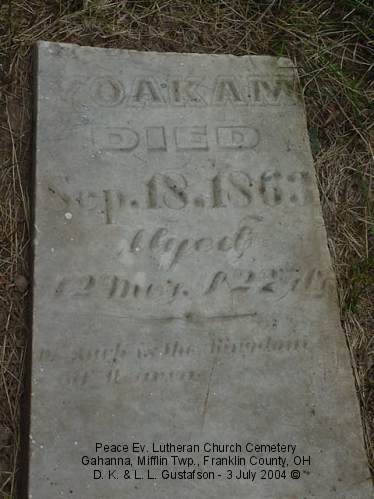 YOAKAM
DIED
Sep. 18. 1863
Aged
12 Mos. & 22 ds
of such is the Kingdom
of Heaven
Peace Ev. Lutheran Church Cemetery
Gahanna, Mifflin Twp., Franklin County, OH
D. K. & L. L. Gustafson - 3 July 2004 ©